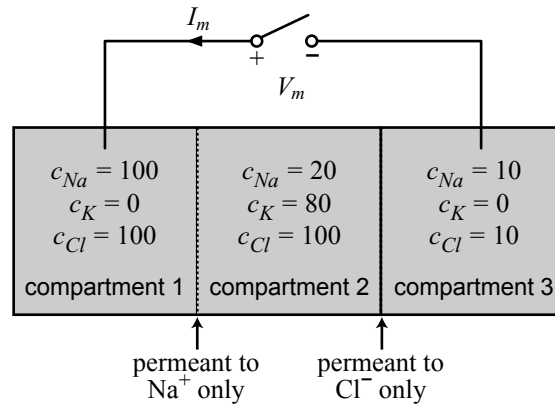 I_m
+ −
V_m
c_Na = 100
c_K = 0
c_Cl = 100
compartment 1
c_Na = 20
c_K = 80
c_Cl = 100
compartment 2
c_Na = 10
c_K = 0
c_Cl = 10
compartment 3
permeant to
Na⁺ only
permeant to
Cl⁻ only